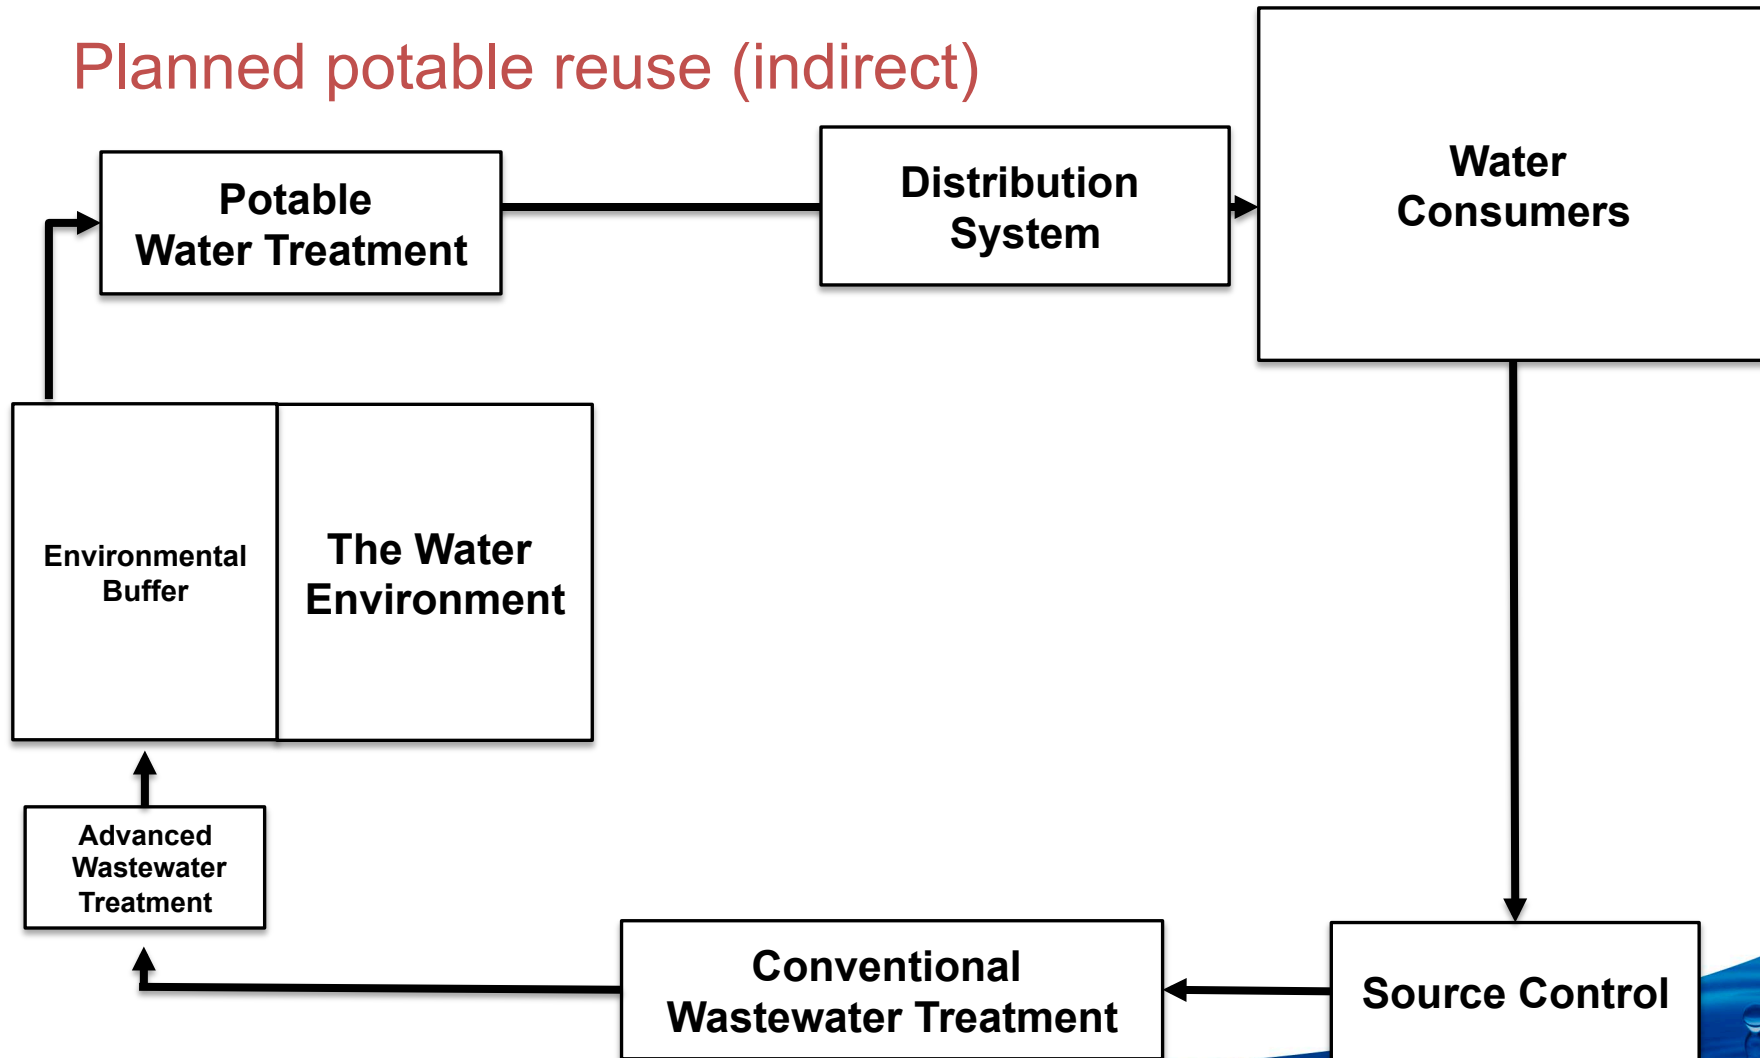 Planned potable reuse (indirect)
Potable
Water Treatment
Distribution
System
Water
Consumers
Environmental
Buffer
The Water
Environment
Advanced
Wastewater
Treatment
Conventional
Wastewater Treatment
Source Control